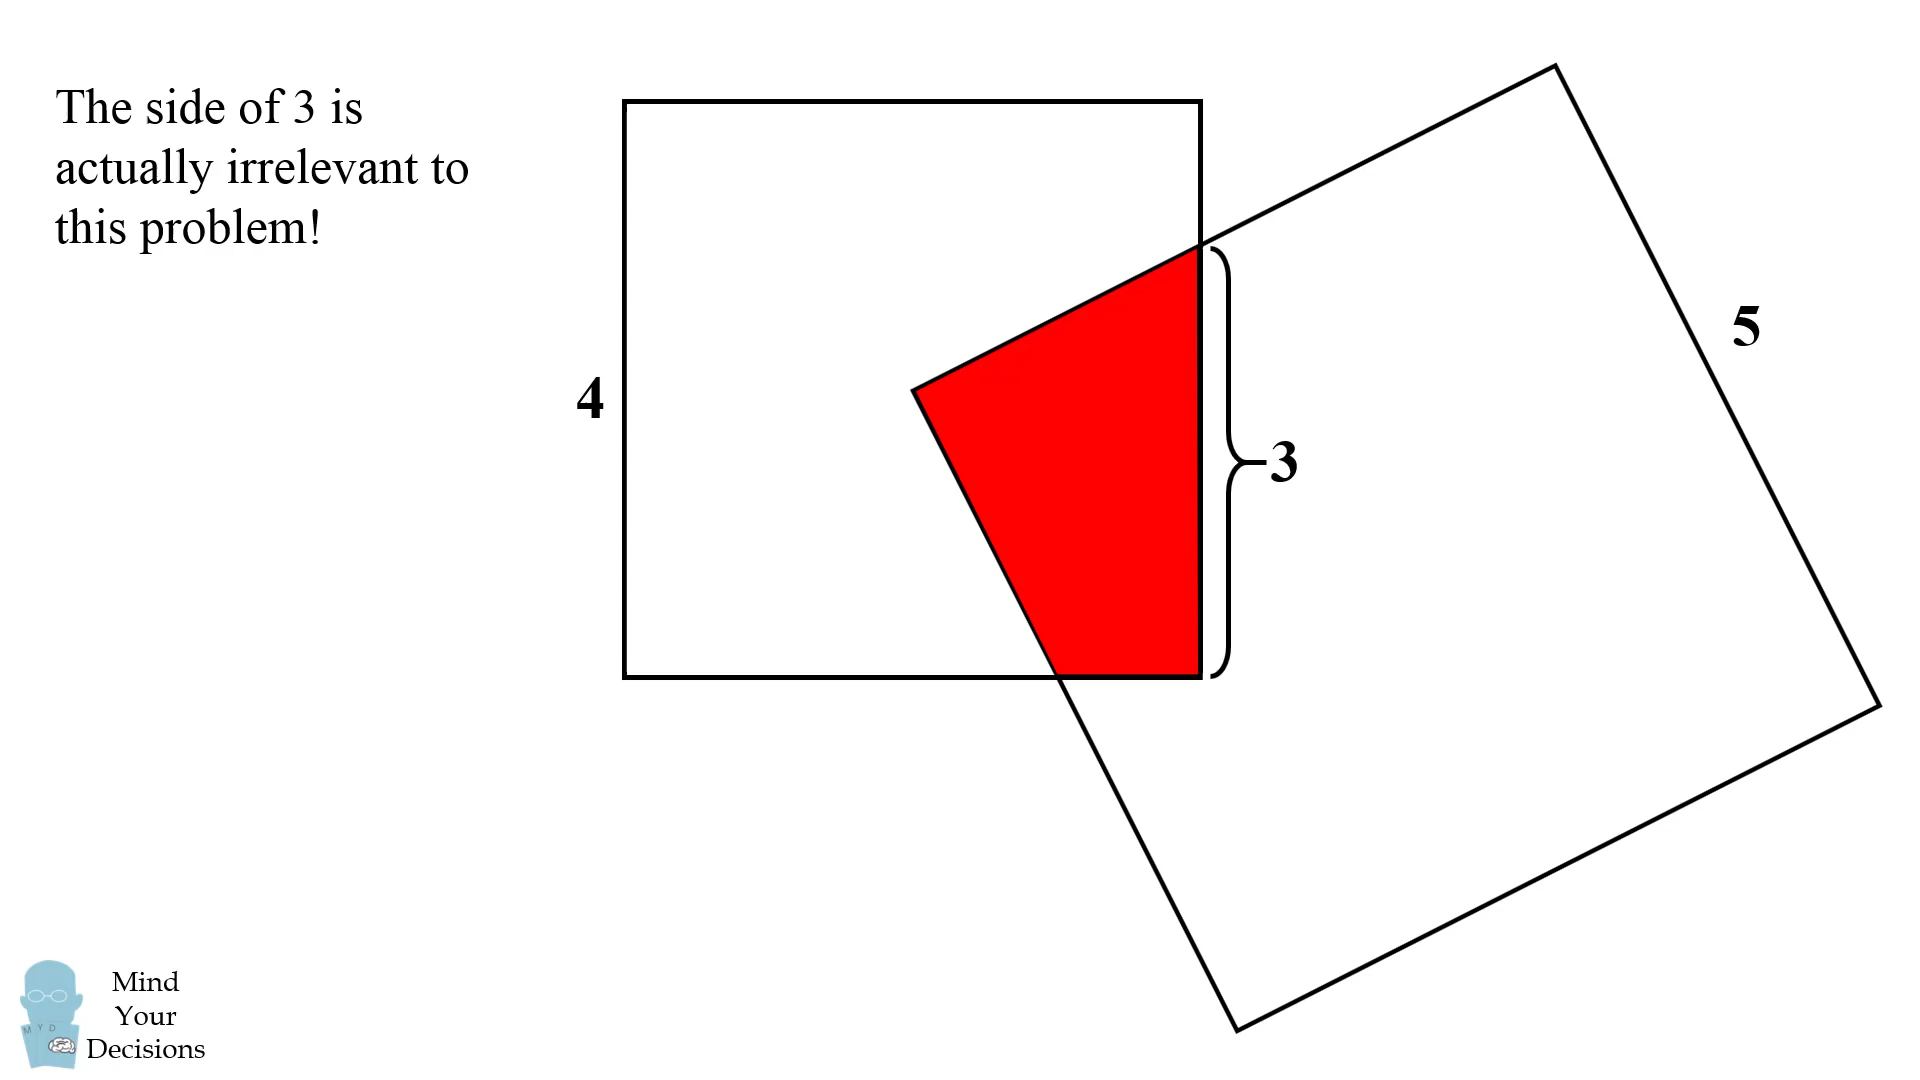 The side of 3 is
actually irrelevant to
this problem!
4
5
3
Mind
Your
Decisions
M Y D